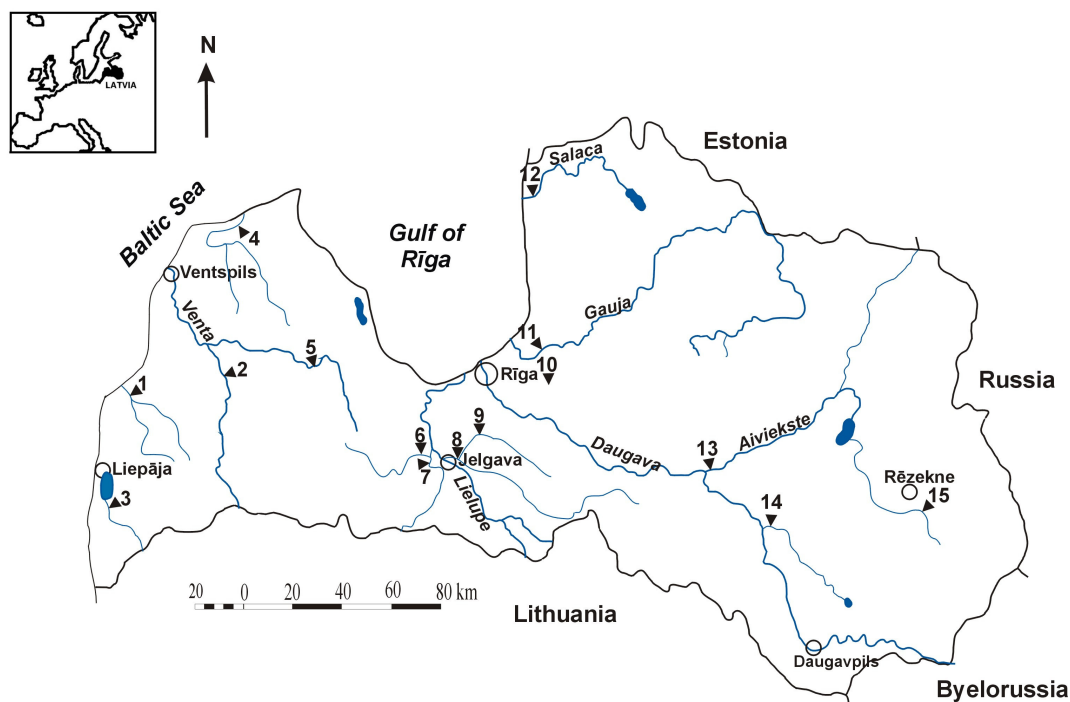 LATVIA
N
Estonia
Salaca
12
Baltic Sea
4
Gulf of
Rīga
Ventspils
Venta
Gauja
11
5
10
Rīga
2
1
Russia
9
6
8
Jelgava
7
Daugava
13
Aiviekste
Liepāja
3
Lielupe
Rēzekne
15
14
20 0 20 40 60 80 km
Lithuania
Daugavpils
Byelorussia